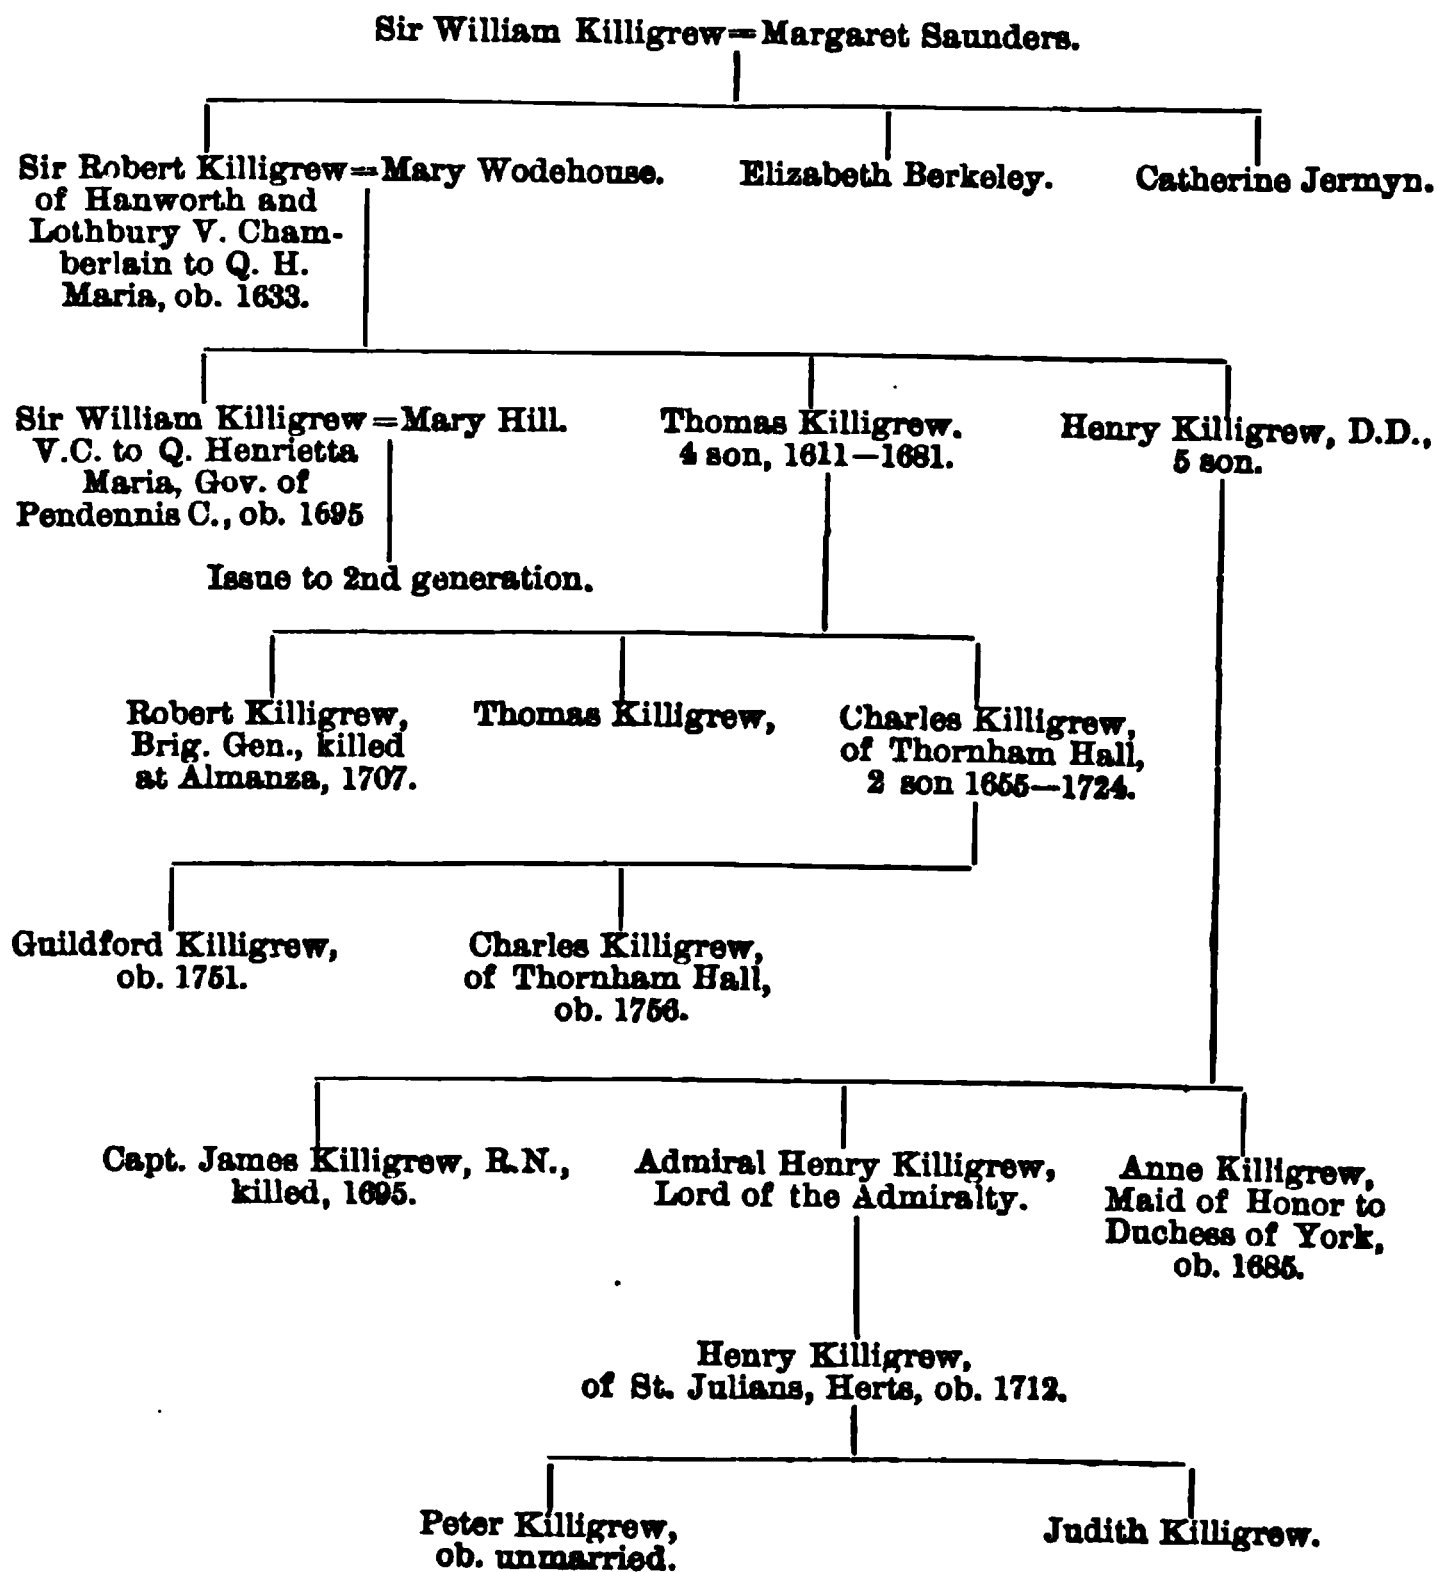 Sir William Killigrew=Margaret Saunders.
Sir Robert Killigrew=Mary Wodehouse.
of Hanworth and
Lothbury V. Cham-
berlain to Q. H.
Maria, ob. 1633.
Elizabeth Berkeley.
Catherine Jermyn.
Sir William Killigrew=Mary Hill.
V.C. to Q. Henrietta
Maria, Gov. of
Pendennis C., ob. 1695
Issue to 2nd generation.
Thomas Killigrew.
4 son, 1611—1681.
Henry Killigrew, D.D.,
5 son.
Robert Killigrew,
Brig. Gen., killed
at Almanza, 1707.
Thomas Killigrew,
Charles Killigrew,
of Thornham Hall,
2 son 1655—1724.
Guildford Killigrew,
ob. 1751.
Charles Killigrew,
of Thornham Hall,
ob. 1756.
Capt. James Killigrew, R.N.,
killed, 1695.
Admiral Henry Killigrew,
Lord of the Admiralty.
Anne Killigrew,
Maid of Honor to
Duchess of York,
ob. 1685.
Henry Killigrew,
of St. Julians, Herts, ob. 1712.
Peter Killigrew,
ob. unmarried.
Judith Killigrew.